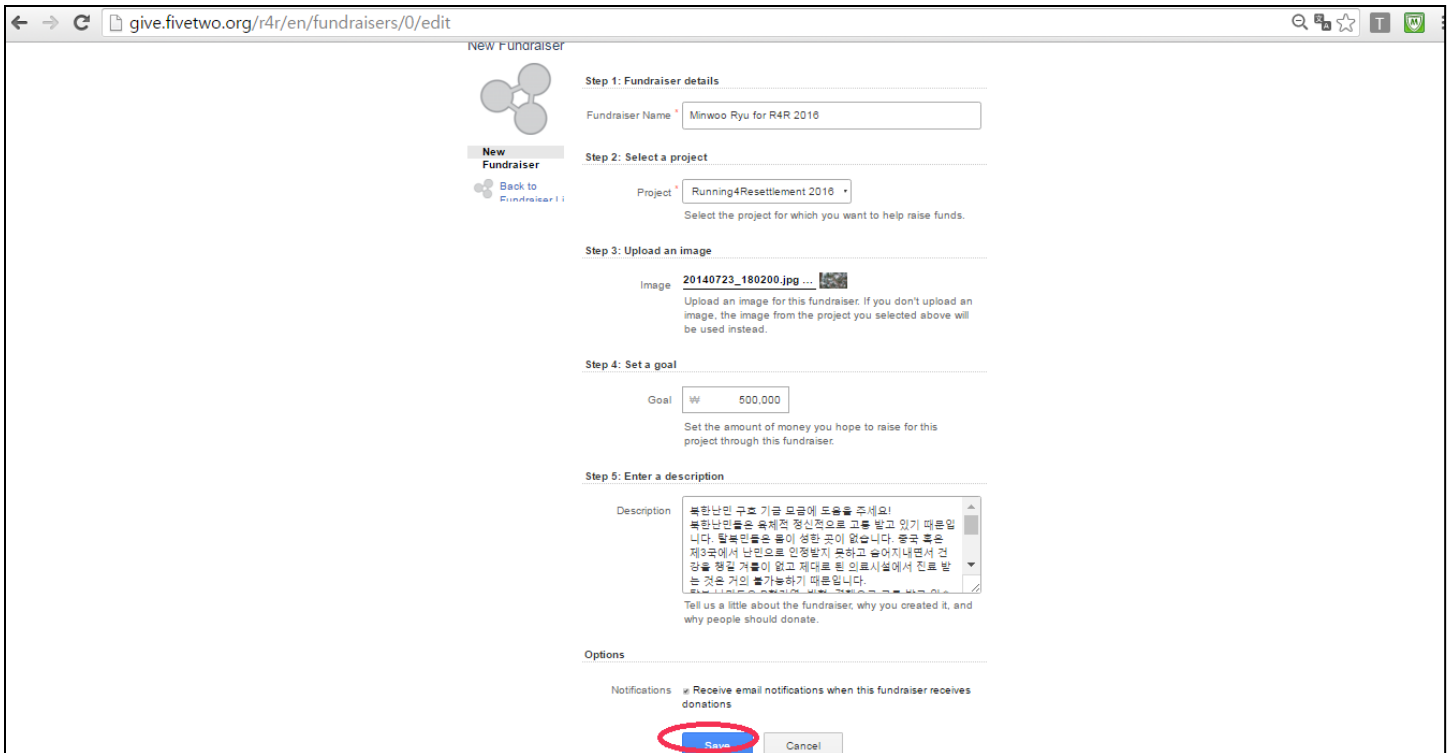 give.fivetwo.org/r4r/en/fundraisers/0/edit
T
New Fundraiser
New
Fundraiser
Back to
Fundraiser Li
Step 1: Fundraiser details
Fundraiser Name * Minwoo Ryu for R4R 2016
Step 2: Select a project
Project * Running4Resettlement 2016
Select the project for which you want to help raise funds.
Step 3: Upload an image
Image 20140723_180200.jpg ...
Upload an image for this fundraiser. If you don't upload an
image, the image from the project you selected above will
be used instead.
Step 4: Set a goal
Goal ₩ 500,000
Set the amount of money you hope to raise for this
project through this fundraiser.
Step 5: Enter a description
Description 북한난민 구호 기금 모금에 도움을 주세요!
북한난민들은 육체적 정신적으로 고통 받고 있기 때문입
니다. 탈북민들은 몸이 성한 곳이 없습니다. 중국 혹은
제3국에서 난민으로 인정받지 못하고 숨어지내면서 건
강을 챙길 겨를이 없고 제대로 된 의료시설에서 진료 받
는 것은 거의 불가능하기 때문입니다.
Tell us a little about the fundraiser, why you created it, and
why people should donate.
Options
Notifications Receive email notifications when this fundraiser receives
donations
Save Cancel